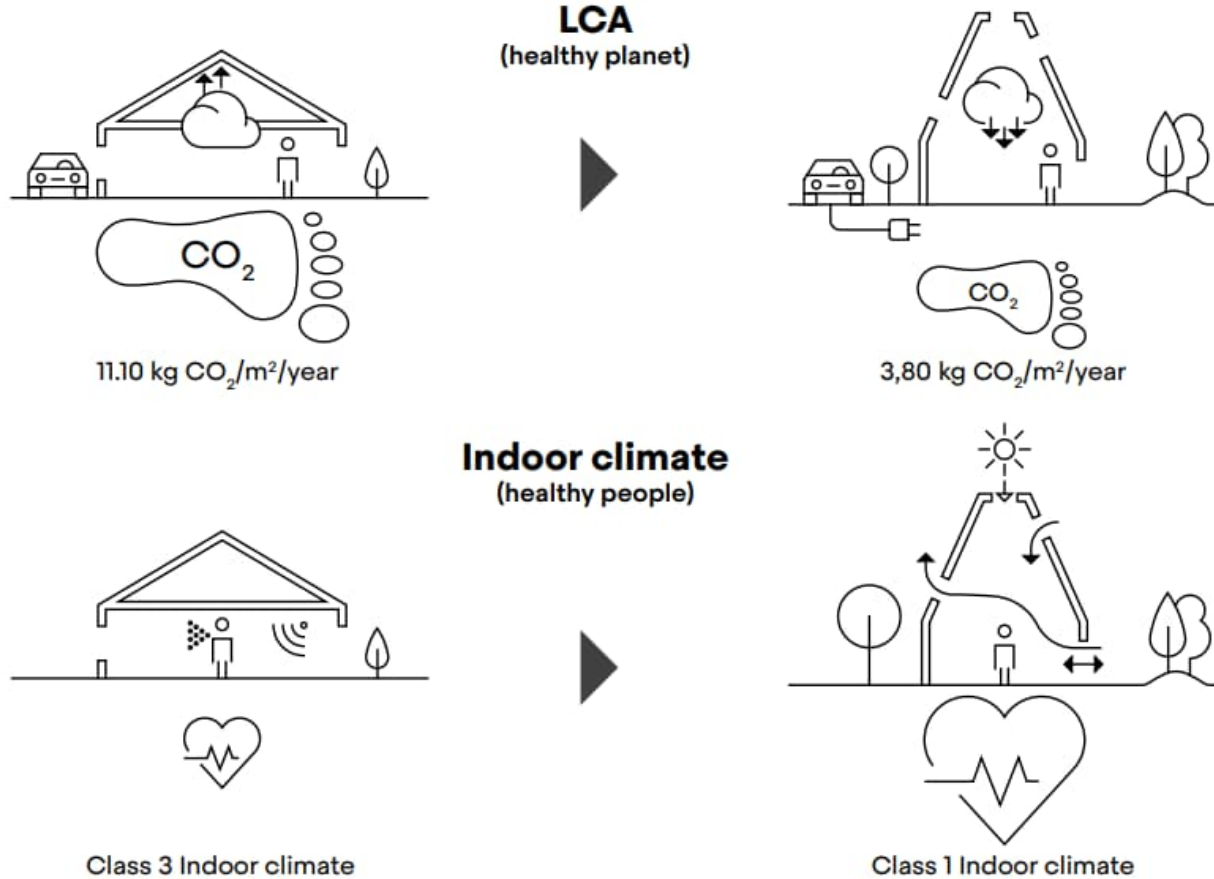 LCA
(healthy planet)
CO₂
CO₂
11.10 kg CO₂/m²/year
3,80 kg CO₂/m²/year
Indoor climate
(healthy people)
Class 3 Indoor climate
Class 1 Indoor climate